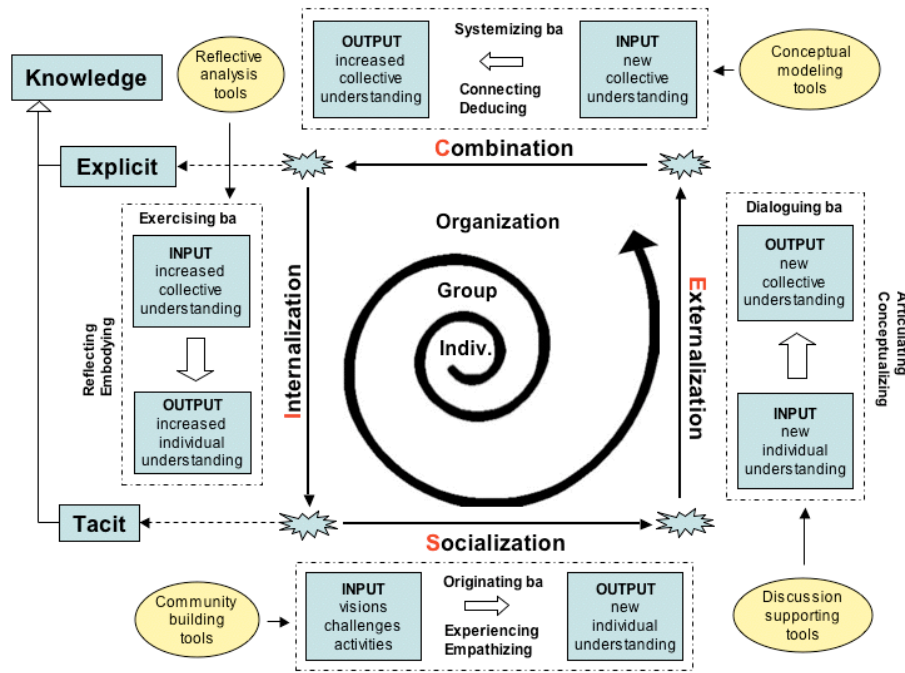 Knowledge
Reflective
analysis
tools
OUTPUT
increased
collective
understanding
Systemizing ba
Connecting
Deducing
INPUT
new
collective
understanding
Conceptual
modeling
tools
Combination
Explicit
Exercising ba
INPUT
increased
collective
understanding
OUTPUT
increased
individual
understanding
Reflecting
Embodying
Internalization
Organization
Group
Indiv.
Externalization
Dialoguing ba
OUTPUT
new
collective
understanding
INPUT
new
individual
understanding
Articulating
Conceptualizing
Tacit
Socialization
Community
building
tools
INPUT
visions
challenges
activities
Originating ba
Experiencing
Empathizing
OUTPUT
new
individual
understanding
Discussion
supporting
tools